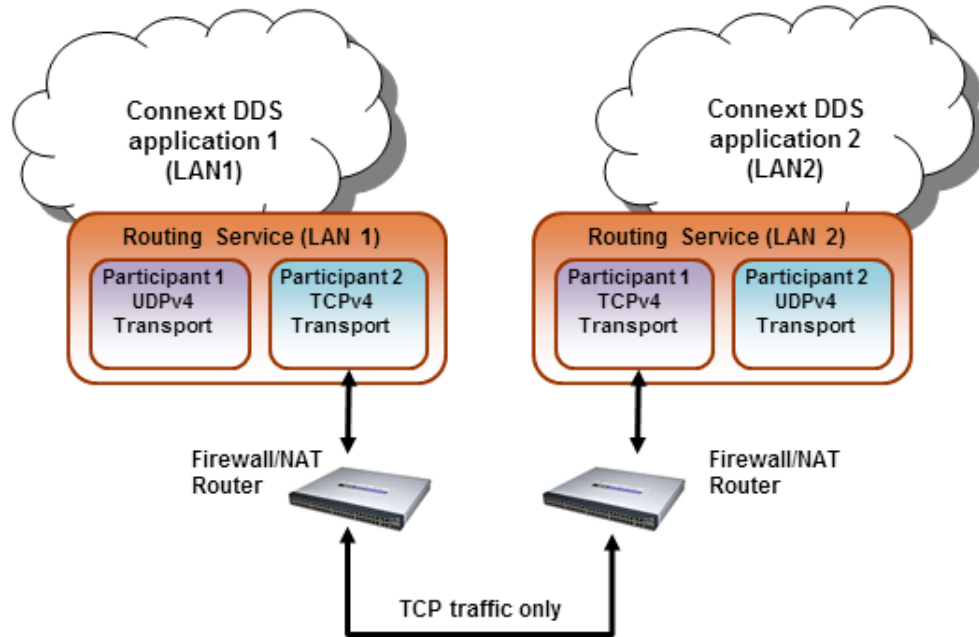 Connext DDS
application 1
(LAN1)
Connext DDS
application 2
(LAN2)
Routing Service (LAN 1)
Participant 1
UDPv4
Transport
Participant 2
TCPv4
Transport
Routing Service (LAN 2)
Participant 1
TCPv4
Transport
Participant 2
UDPv4
Transport
Firewall/NAT
Router
Firewall/NAT
Router
TCP traffic only